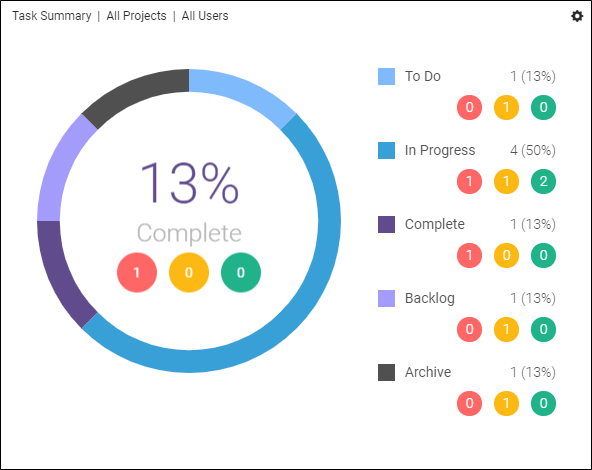 Task Summary | All Projects | All Users
13%
Complete
1 0 0
To Do 1 (13%)
0 1 0
In Progress 4 (50%)
1 1 2
Complete 1 (13%)
1 0 0
Backlog 1 (13%)
0 1 0
Archive 1 (13%)
0 1 0